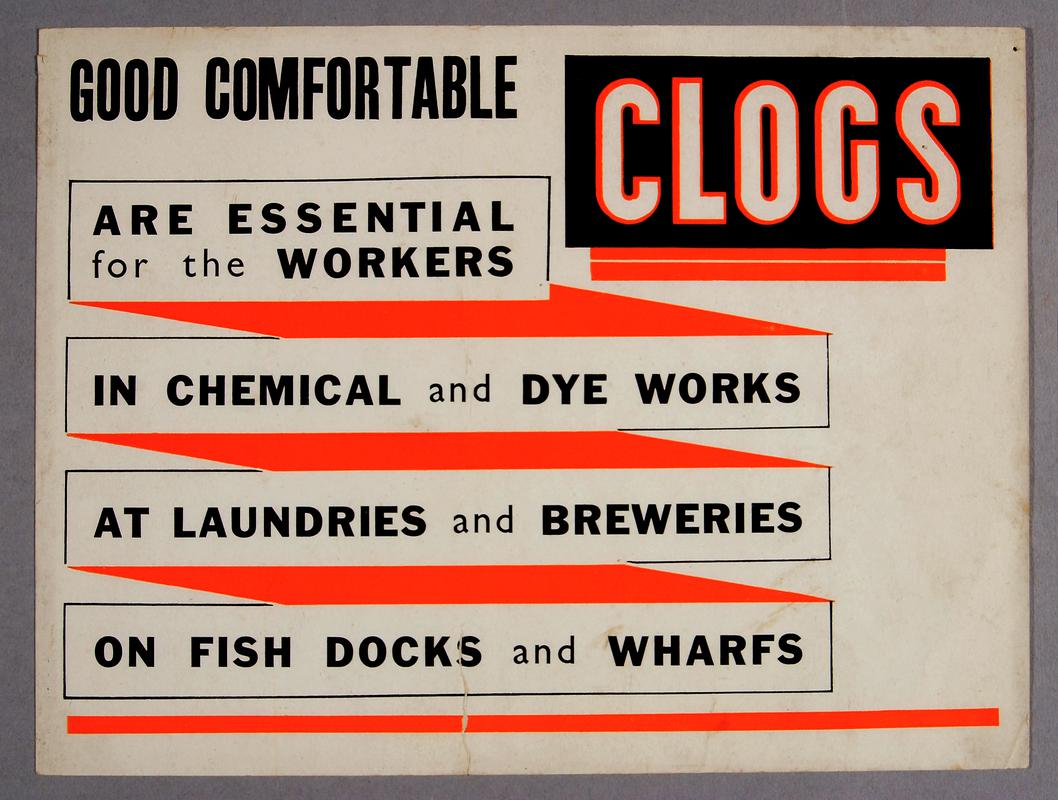 GOOD COMFORTABLE
CLOGS
ARE ESSENTIAL
for the WORKERS
IN CHEMICAL and DYE WORKS
AT LAUNDRIES and BREWERIES
ON FISH DOCKS and WHARFS